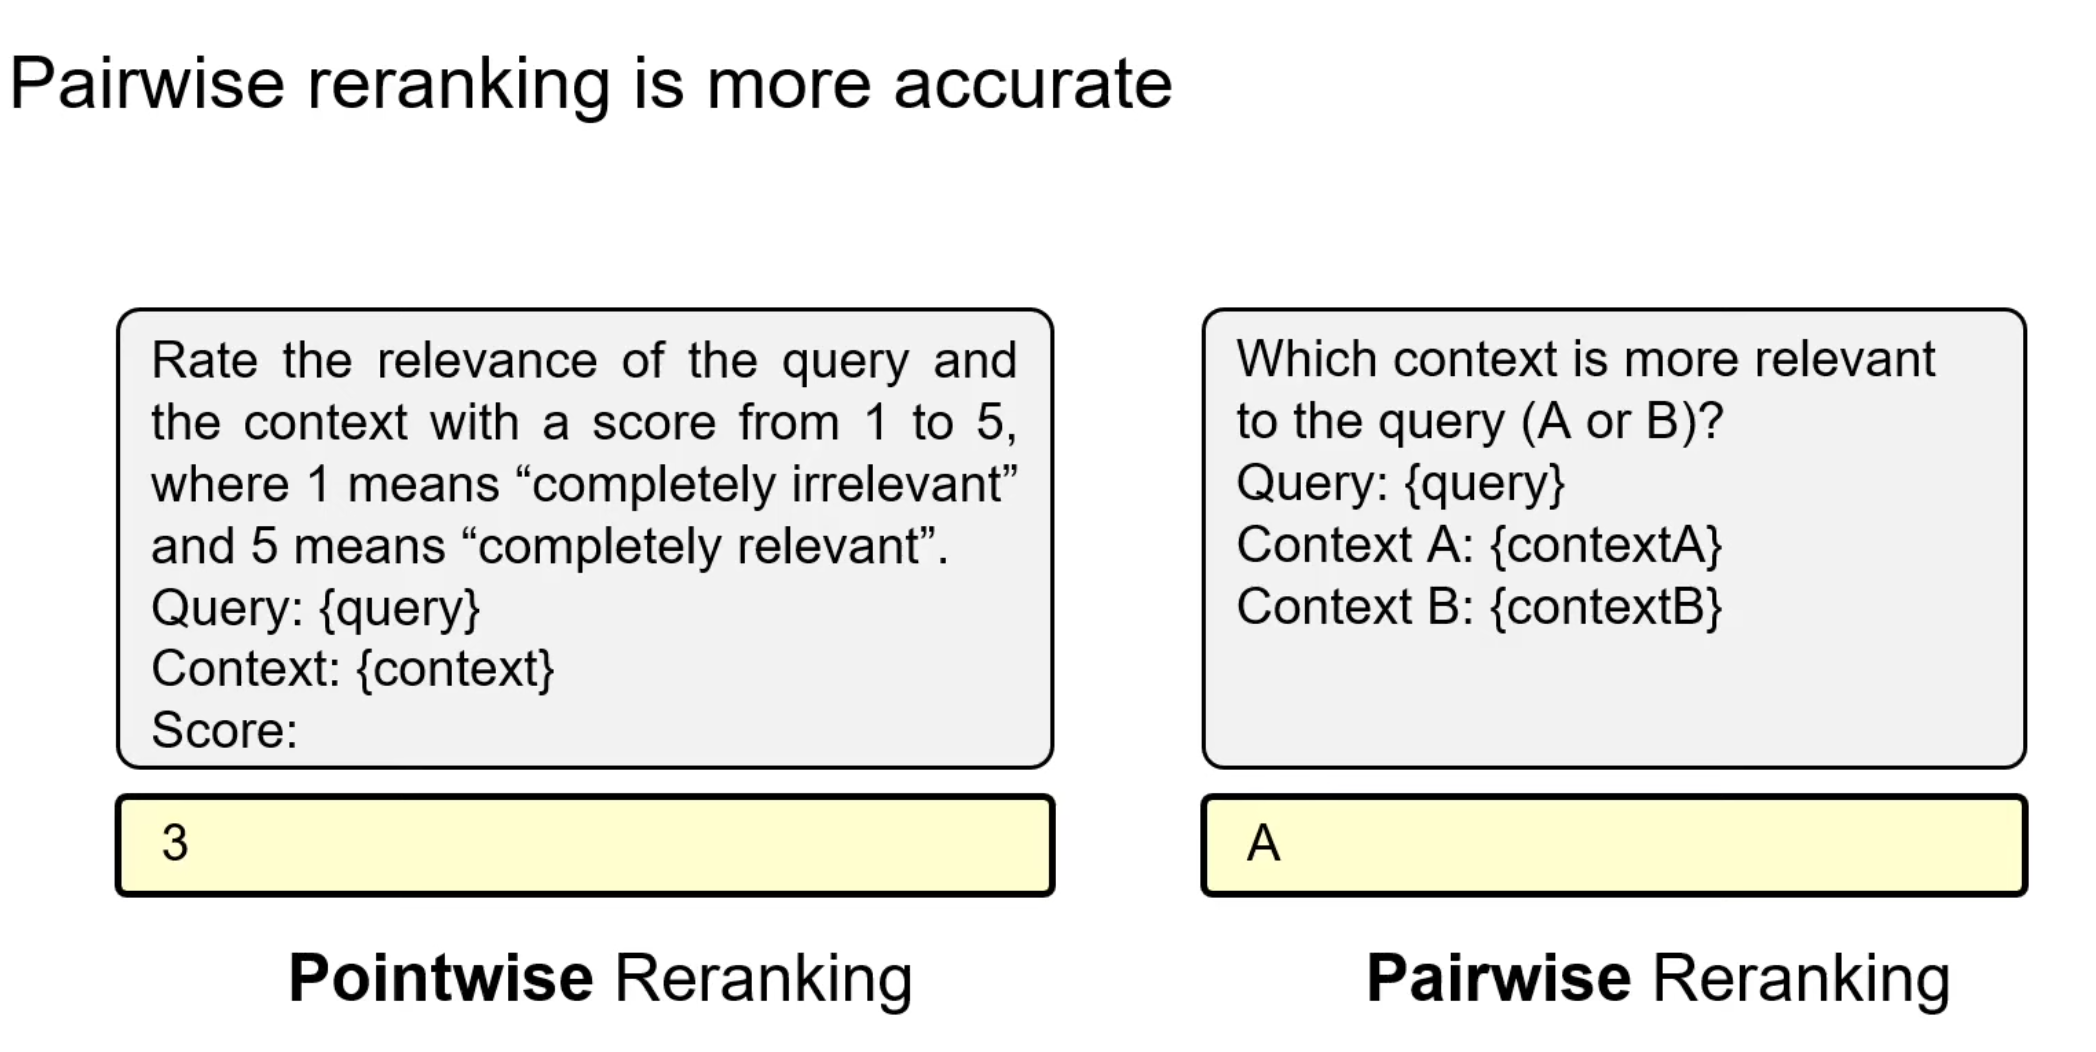 Pairwise reranking is more accurate
Rate the relevance of the query and
the context with a score from 1 to 5,
where 1 means “completely irrelevant”
and 5 means “completely relevant”.
Query: {query}
Context: {context}
Score:
3
Pointwise Reranking
Which context is more relevant
to the query (A or B)?
Query: {query}
Context A: {contextA}
Context B: {contextB}
A
Pairwise Reranking